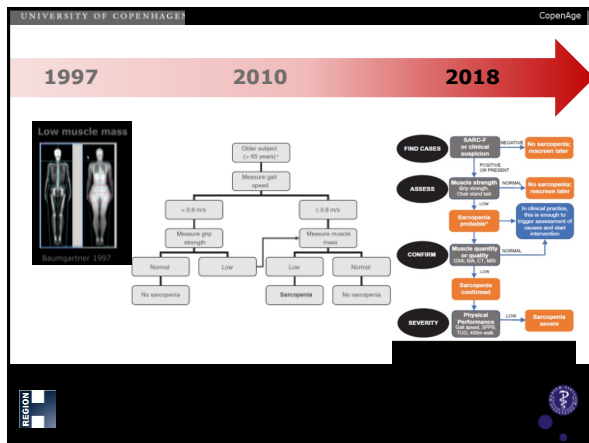 UNIVERSITY OF COPENHAGEN
CopenAge
1997
2010
2018
Low muscle mass
Baumgartner 1997
Older subject
(> 65 years)
Measure gait
speed
> 0.8 m/s
≤ 0.8 m/s
Measure grip
strength
Measure muscle
mass
Normal
Low
Low
Normal
No sarcopenia
Sarcopenia
No sarcopenia
FIND CASES
SARC-F
or clinical
suspicion
NEGATIVE
No sarcopenia;
rescreen later
POSITIVE
OR PRESENT
ASSESS
Muscle strength
Grip strength,
Chair stand test
NORMAL
No sarcopenia;
rescreen later
LOW
Sarcopenia
probable*
In clinical practice,
this is enough to
trigger assessment of
causes and start
intervention
CONFIRM
Muscle quantity
or quality
DXA; BIA, CT, MRI
NORMAL
LOW
Sarcopenia
confirmed
SEVERITY
Physical
Performance
Gait speed, SPPB,
TUG, 400m walk
LOW
Sarcopenia
severe
REGION